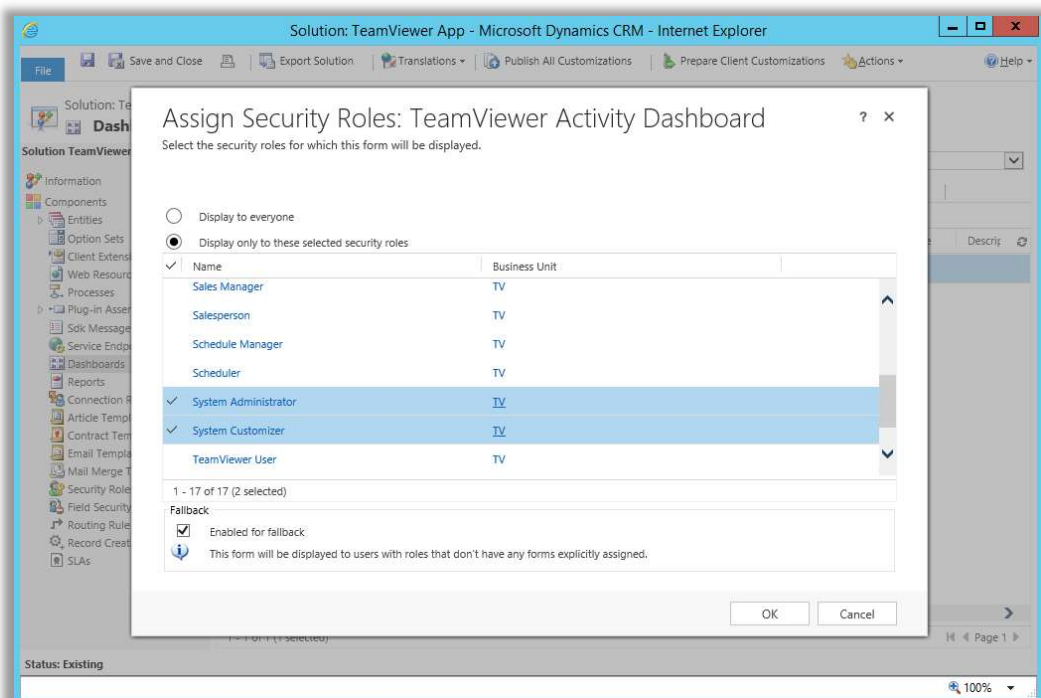 Solution: TeamViewer App - Microsoft Dynamics CRM - Internet Explorer
File Save and Close Export Solution Translations Publish All Customizations Prepare Client Customizations Actions Help
Solution: Te
Dash
Solution TeamViewer
Information
Components
Entities
Option Sets
Client Extens
Web Resourc
Processes
Plug-in Asser
Sdk Message
Service Endp
Dashboards
Reports
Connection R
Article Templ
Contract Tem
Email Templa
Mail Merge T
Security Role
Field Security
Routing Rule
Record Creat
SLAs
Assign Security Roles: TeamViewer Activity Dashboard ? ×
Select the security roles for which this form will be displayed.
Display to everyone
Display only to these selected security roles
Name Business Unit
Sales Manager TV
Salesperson TV
Schedule Manager TV
Scheduler TV
System Administrator TV
System Customizer TV
TeamViewer User TV
1 - 17 of 17 (2 selected)
Fallback
Enabled for fallback
This form will be displayed to users with roles that don't have any forms explicitly assigned.
OK Cancel
Descrip
1 - 1 of 1 (1 selected)
Page 1
Status: Existing
100%